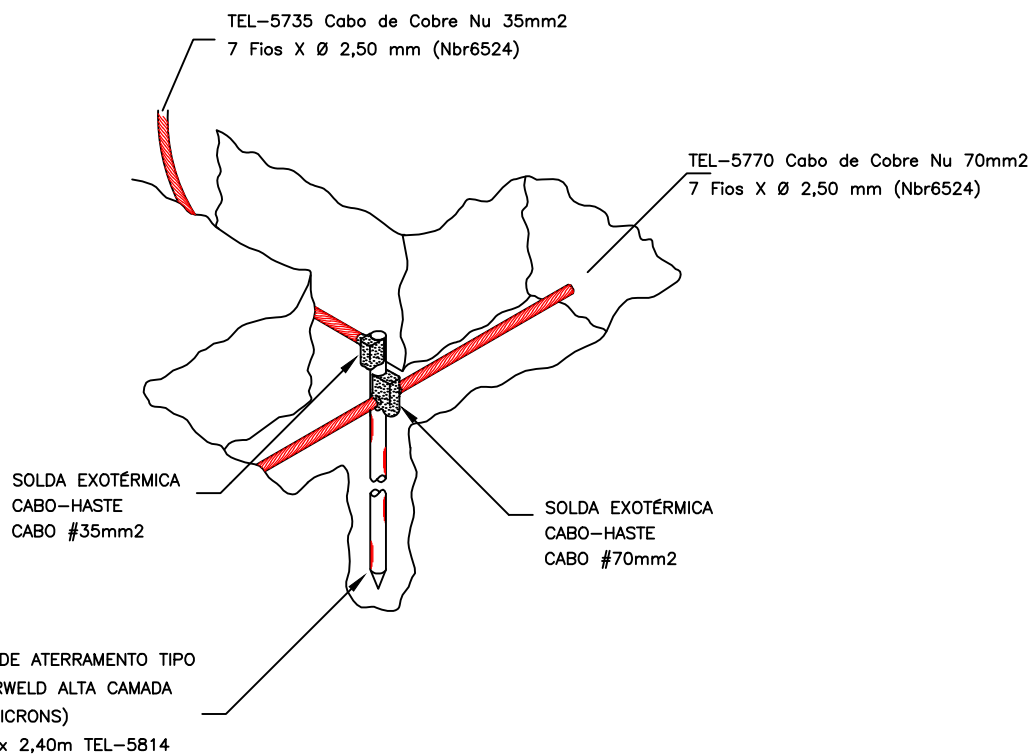 TEL-5735 Cabo de Cobre Nu 35mm2
7 Fios X Ø 2,50 mm (Nbr6524)
TEL-5770 Cabo de Cobre Nu 70mm2
7 Fios X Ø 2,50 mm (Nbr6524)
SOLDA EXOTÉRMICA
CABO-HASTE
CABO #35mm2
SOLDA EXOTÉRMICA
CABO-HASTE
CABO #70mm2
DE ATERRAMENTO TIPO
RWELD ALTA CAMADA
ICRONS)
x 2,40m TEL-5814